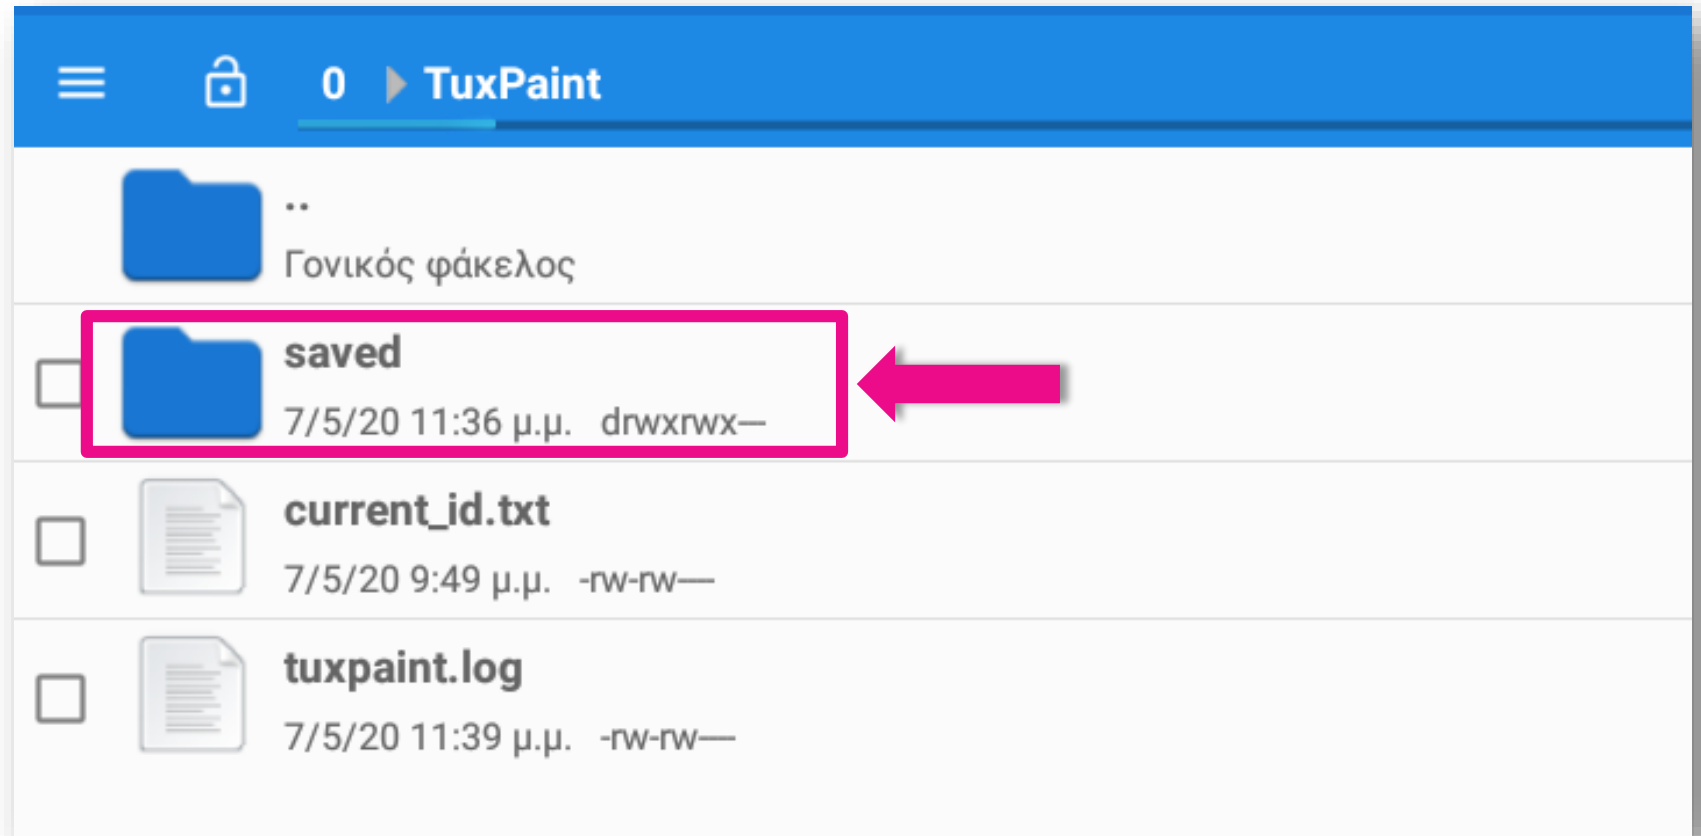 0 TuxPaint
..
Γονικός φάκελος
saved
7/5/20 11:36 μ.μ. drwxrwx---
current_id.txt
7/5/20 9:49 μ.μ. -rw-rw----
tuxpaint.log
7/5/20 11:39 μ.μ. -rw-rw----